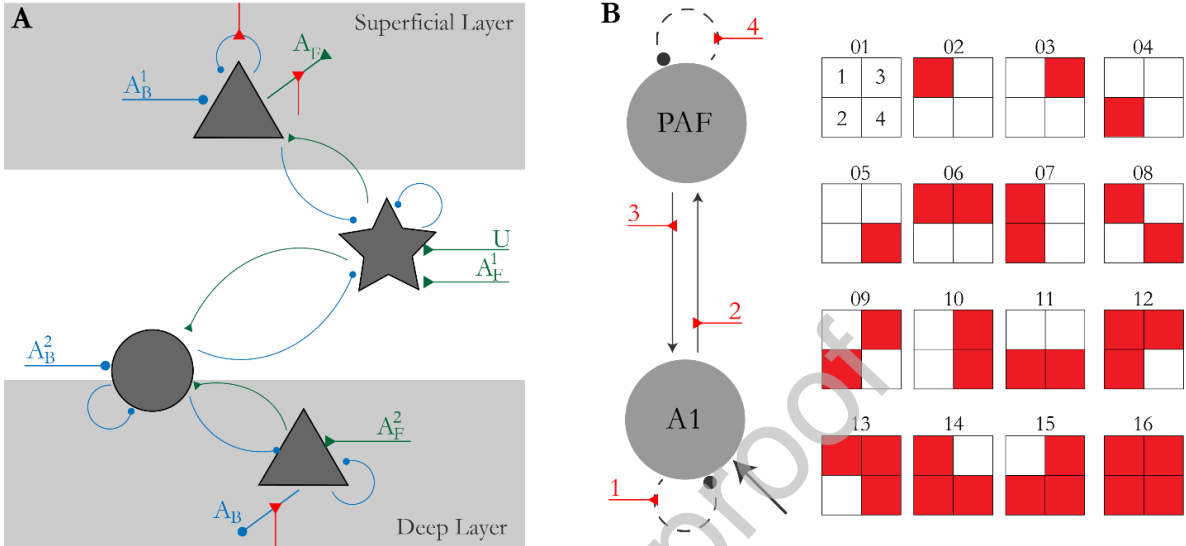 A
Superficial Layer
A_F
A_B^1
U
A_F^1
A_B^2
A_F^2
A_B
Deep Layer
B
4
PAF
3
2
A1
1
01 02 03 04
1 3
2 4
05 06 07 08
09 10 11 12
13 14 15 16
proof